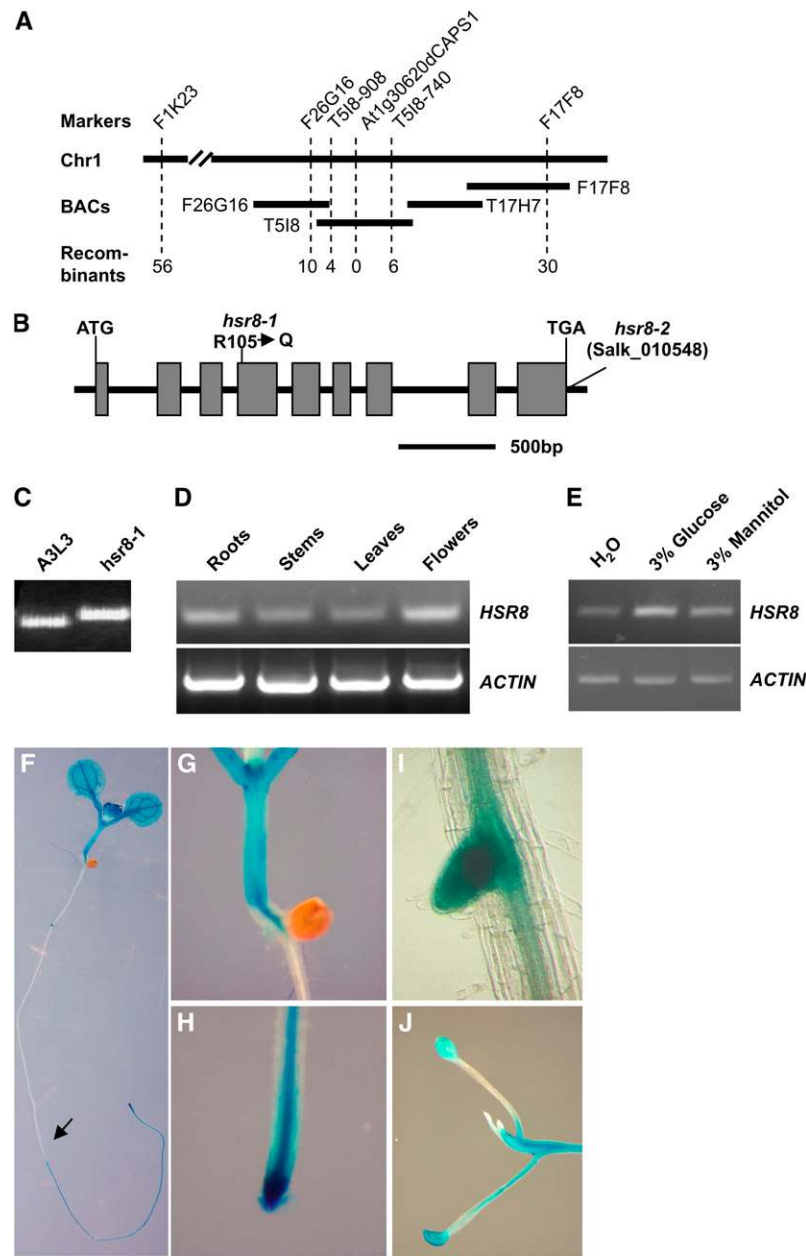 A
Markers
F1K23
F26G16
T5I8-908
At1g30620dCAPS1
T5I8-740
F17F8
Chr1
BACs
F26G16
T5I8
T17H7
F17F8
Recom-
binants
56
10
4
0
6
30
B
ATG
hsr8-1
R105 Q
TGA
hsr8-2
(Salk_010548)
500bp
C
A3L3
hsr8-1
D
Roots
Stems
Leaves
Flowers
HSR8
ACTIN
E
H₂O
3% Glucose
3% Mannitol
HSR8
ACTIN
F
G
I
H
J